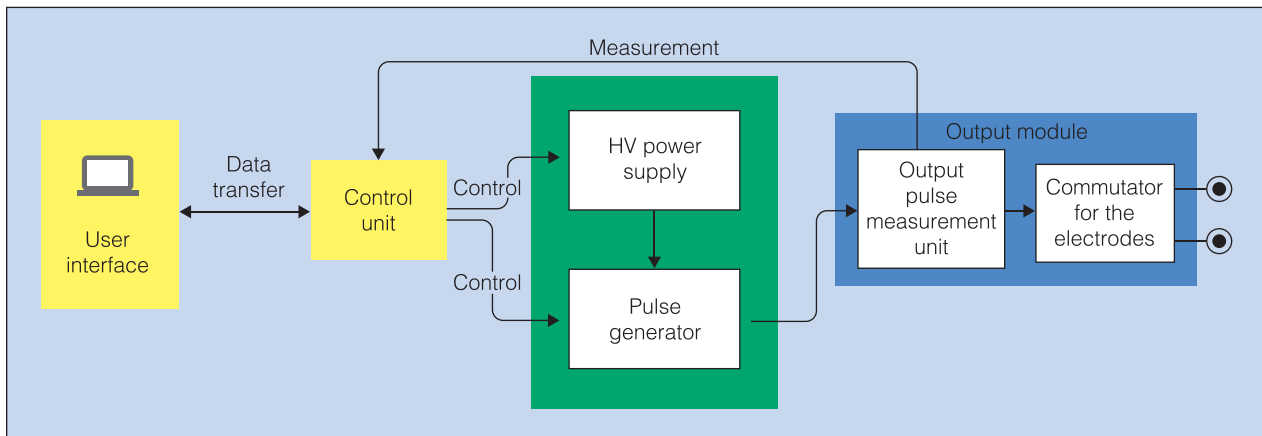 Measurement
User
interface
Data
transfer
Control
unit
Control
Control
HV power
supply
Pulse
generator
Output module
Output
pulse
measurement
unit
Commutator
for the
electrodes